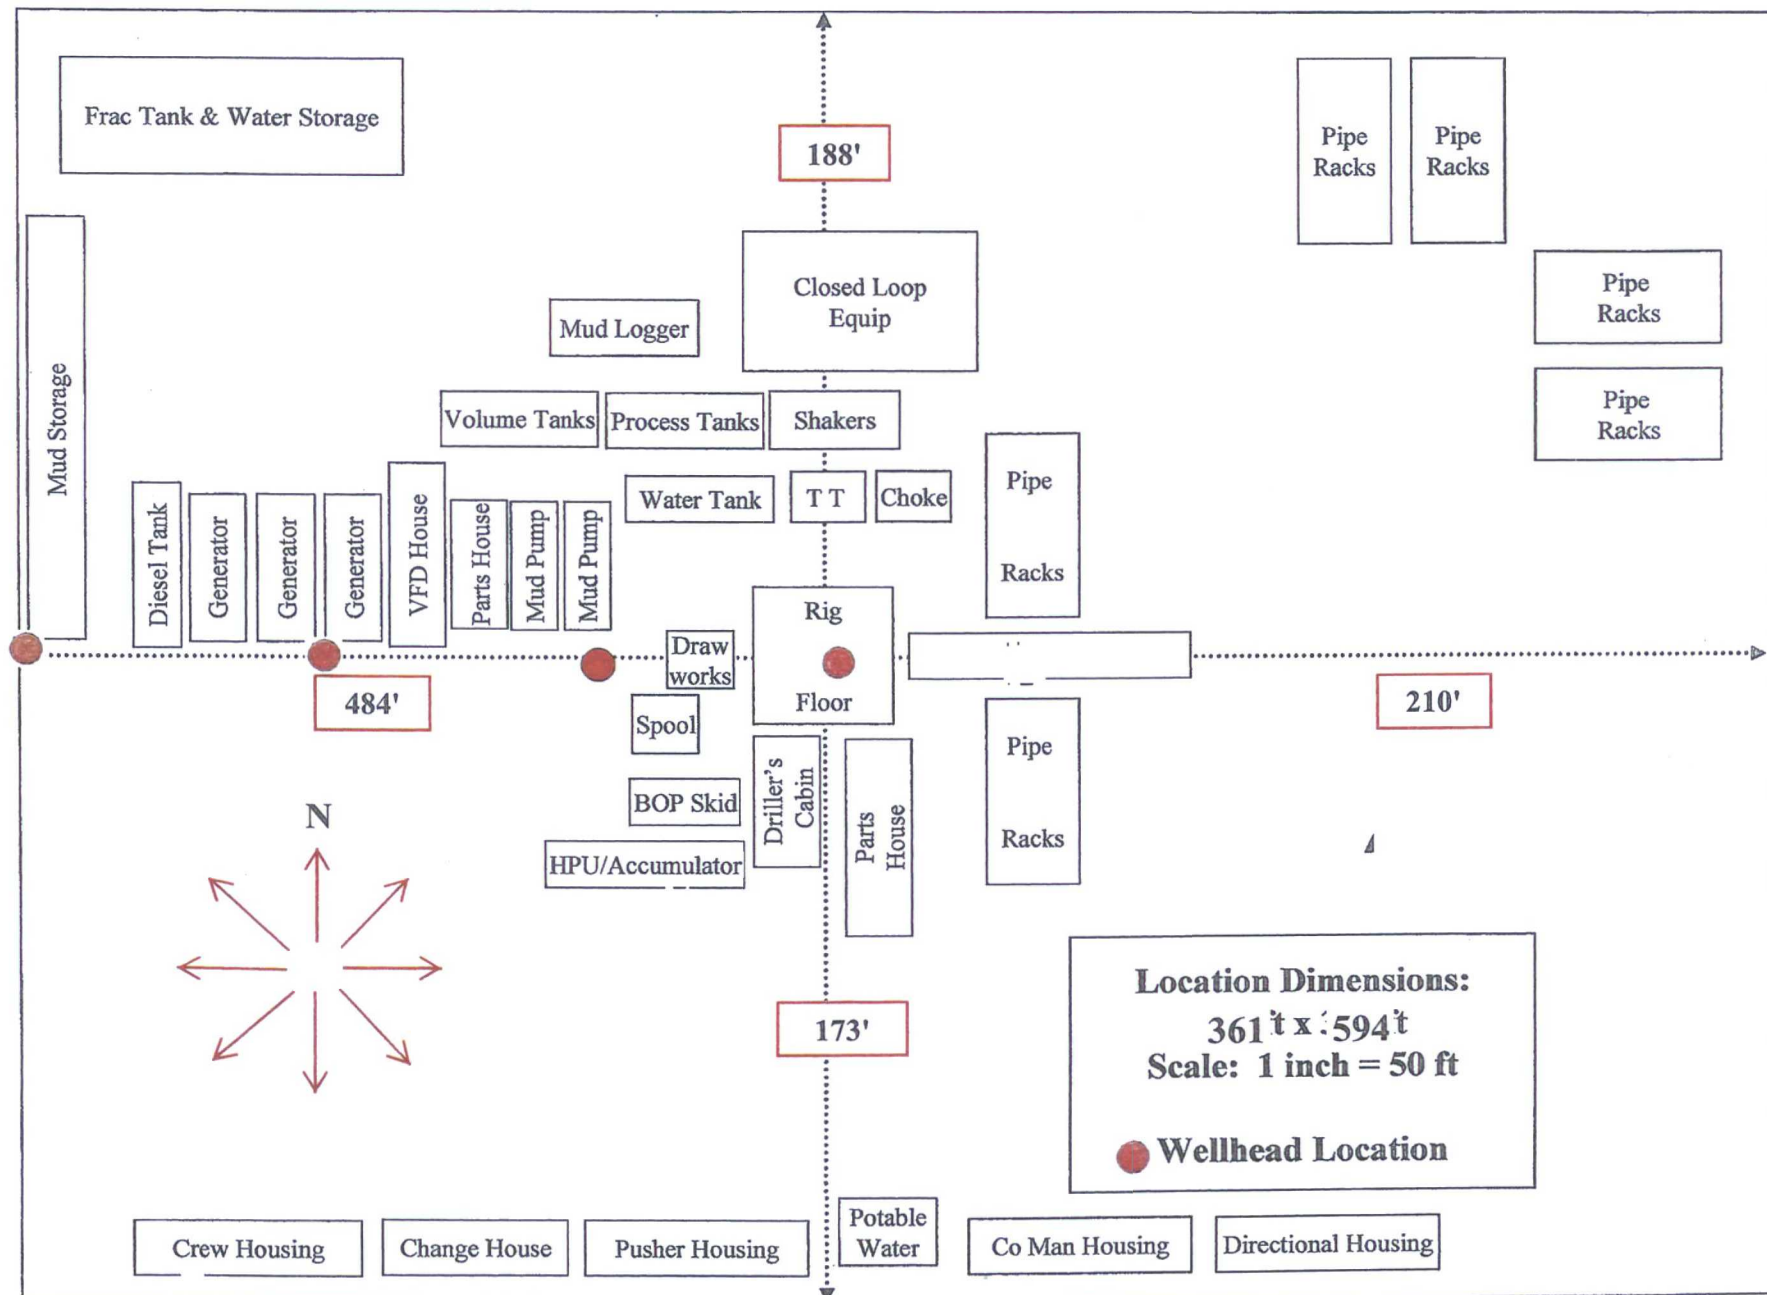 Frac Tank & Water Storage
188'
Pipe
Racks
Pipe
Racks
Closed Loop
Equip
Pipe
Racks
Mud Logger
Mud Storage
Pipe
Racks
Volume Tanks
Process Tanks
Shakers
Water Tank
T T
Choke
Pipe
Racks
Diesel Tank
Generator
Generator
Generator
VFD House
Parts House
Mud Pump
Mud Pump
Rig
Floor
Draw
works
484'
210'
Spool
Pipe
Racks
BOP Skid
Driller's
Cabin
Parts
House
HPU/Accumulator
N
173'
Location Dimensions:
361't x 594't
Scale: 1 inch = 50 ft
Wellhead Location
Crew Housing
Change House
Pusher Housing
Potable
Water
Co Man Housing
Directional Housing